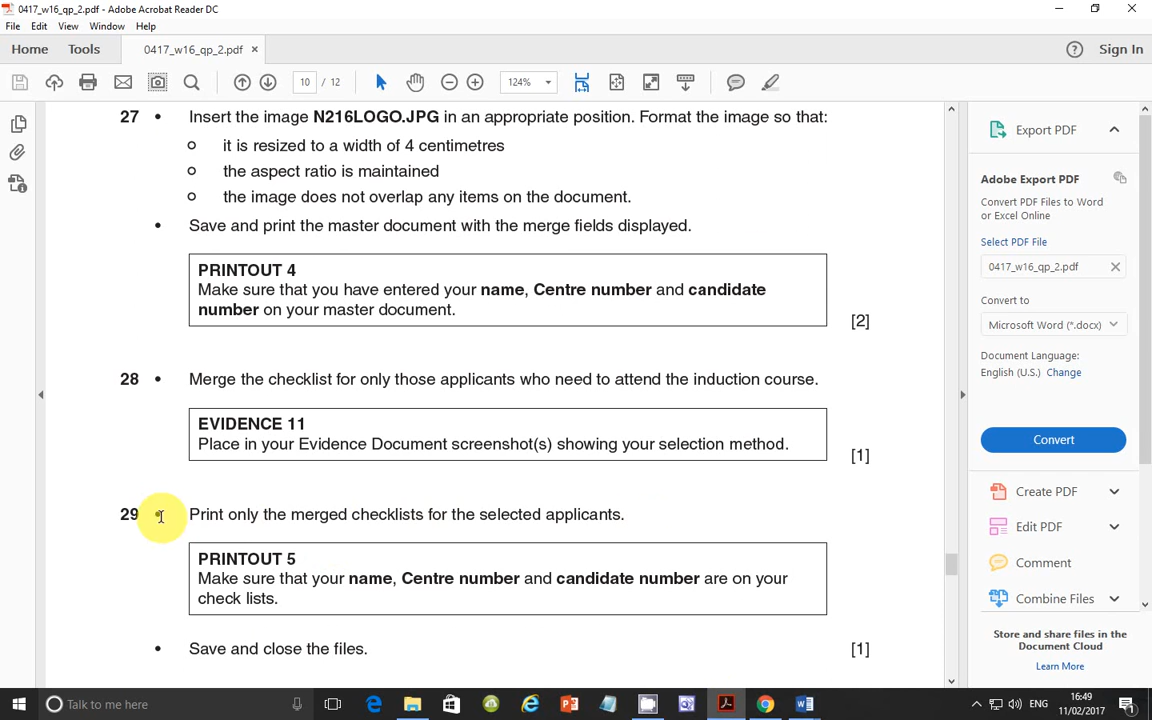 0417_w16_qp_2.pdf - Adobe Acrobat Reader DC
File Edit View Window Help
Home Tools 0417_w16_qp_2.pdf × Sign In
10 / 12 124%
27 • Insert the image N216LOGO.JPG in an appropriate position. Format the image so that:
o it is resized to a width of 4 centimetres
o the aspect ratio is maintained
o the image does not overlap any items on the document.
• Save and print the master document with the merge fields displayed.
PRINTOUT 4
Make sure that you have entered your name, Centre number and candidate
number on your master document.
[2]
28 • Merge the checklist for only those applicants who need to attend the induction course.
EVIDENCE 11
Place in your Evidence Document screenshot(s) showing your selection method.
[1]
29 • Print only the merged checklists for the selected applicants.
PRINTOUT 5
Make sure that your name, Centre number and candidate number are on your
check lists.
• Save and close the files. [1]
Export PDF
Adobe Export PDF
Convert PDF Files to Word
or Excel Online
Select PDF File
0417_w16_qp_2.pdf
Convert to
Microsoft Word (*.docx)
Document Language:
English (U.S.) Change
Convert
Create PDF
Edit PDF
Comment
Combine Files
Store and share files in the
Document Cloud
Learn More
Talk to me here
ENG
16:49
11/02/2017